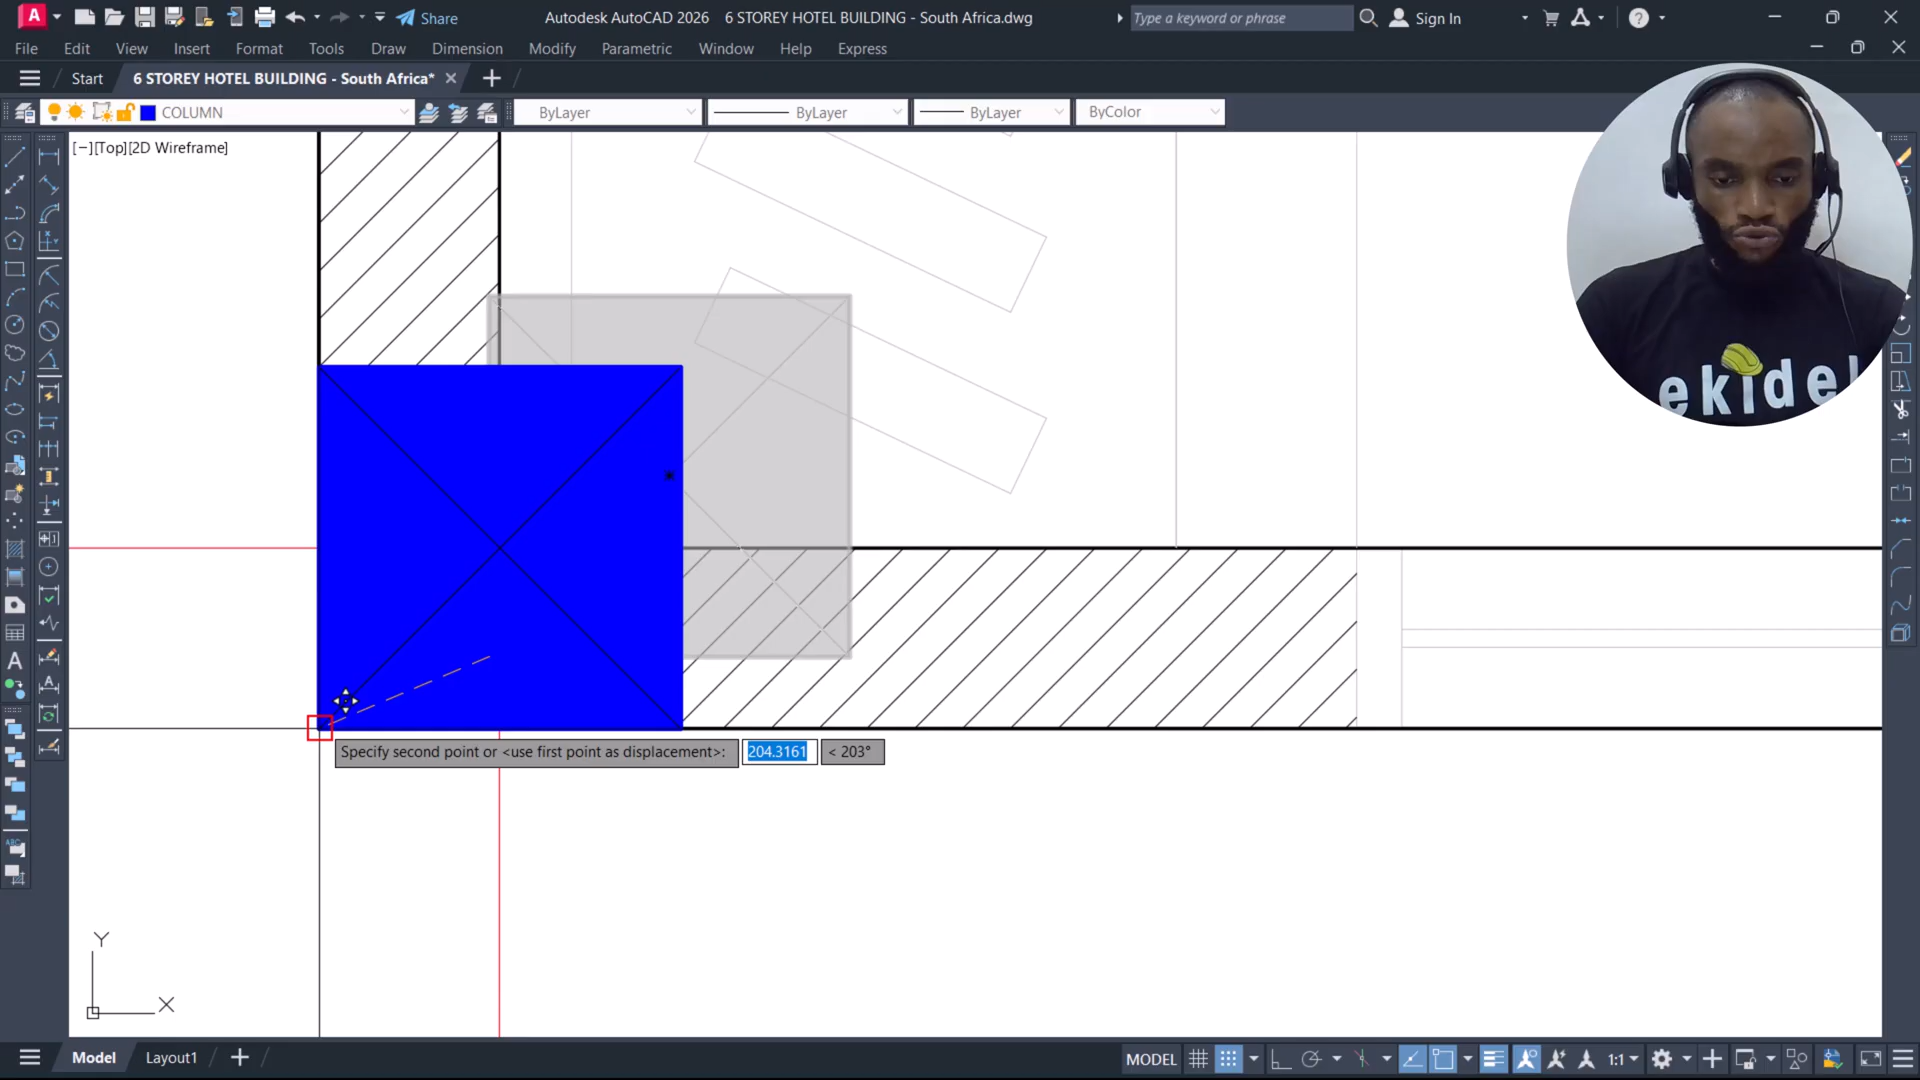 A
Share
Autodesk AutoCAD 2026 6 STOREY HOTEL BUILDING - South Africa.dwg
Type a keyword or phrase
Sign In
?
File Edit View Insert Format Tools Draw Dimension Modify Parametric Window Help Express
Start 6 STOREY HOTEL BUILDING - South Africa*
COLUMN ByLayer ByLayer ByLayer ByColor
[−][Top][2D Wireframe]
ekidel
Specify second point or <use first point as displacement>: 204.3161 < 203°
A
ABC
Y
X
Model Layout1
MODEL 1:1